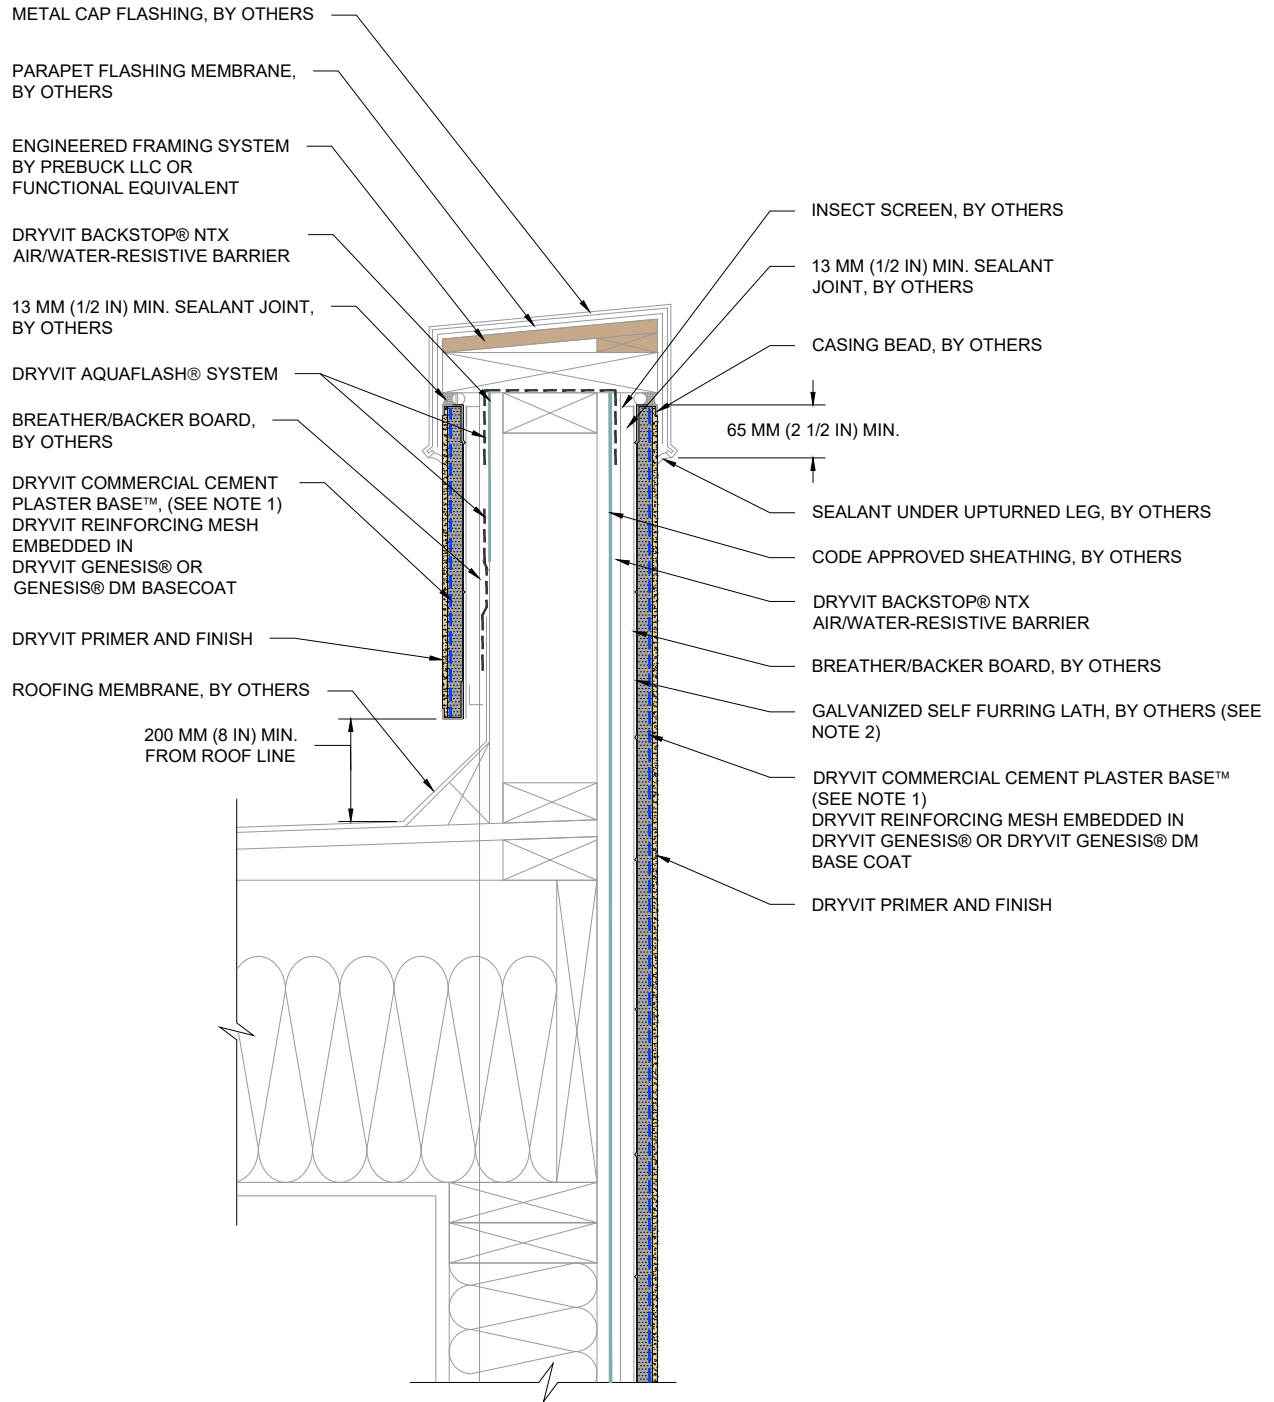 METAL CAP FLASHING, BY OTHERS
PARAPET FLASHING MEMBRANE,
BY OTHERS
ENGINEERED FRAMING SYSTEM
BY PREBUCK LLC OR
FUNCTIONAL EQUIVALENT
DRYVIT BACKSTOP® NTX
AIR/WATER-RESISTIVE BARRIER
13 MM (1/2 IN) MIN. SEALANT JOINT,
BY OTHERS
DRYVIT AQUAFLASH® SYSTEM
BREATHER/BACKER BOARD,
BY OTHERS
DRYVIT COMMERCIAL CEMENT
PLASTER BASE™, (SEE NOTE 1)
DRYVIT REINFORCING MESH
EMBEDDED IN
DRYVIT GENESIS® OR
GENESIS® DM BASECOAT
DRYVIT PRIMER AND FINISH
ROOFING MEMBRANE, BY OTHERS
200 MM (8 IN) MIN.
FROM ROOF LINE
INSECT SCREEN, BY OTHERS
13 MM (1/2 IN) MIN. SEALANT
JOINT, BY OTHERS
CASING BEAD, BY OTHERS
65 MM (2 1/2 IN) MIN.
SEALANT UNDER UPTURNED LEG, BY OTHERS
CODE APPROVED SHEATHING, BY OTHERS
DRYVIT BACKSTOP® NTX
AIR/WATER-RESISTIVE BARRIER
BREATHER/BACKER BOARD, BY OTHERS
GALVANIZED SELF FURRING LATH, BY OTHERS (SEE
NOTE 2)
DRYVIT COMMERCIAL CEMENT PLASTER BASE™
(SEE NOTE 1)
DRYVIT REINFORCING MESH EMBEDDED IN
DRYVIT GENESIS® OR DRYVIT GENESIS® DM
BASE COAT
DRYVIT PRIMER AND FINISH